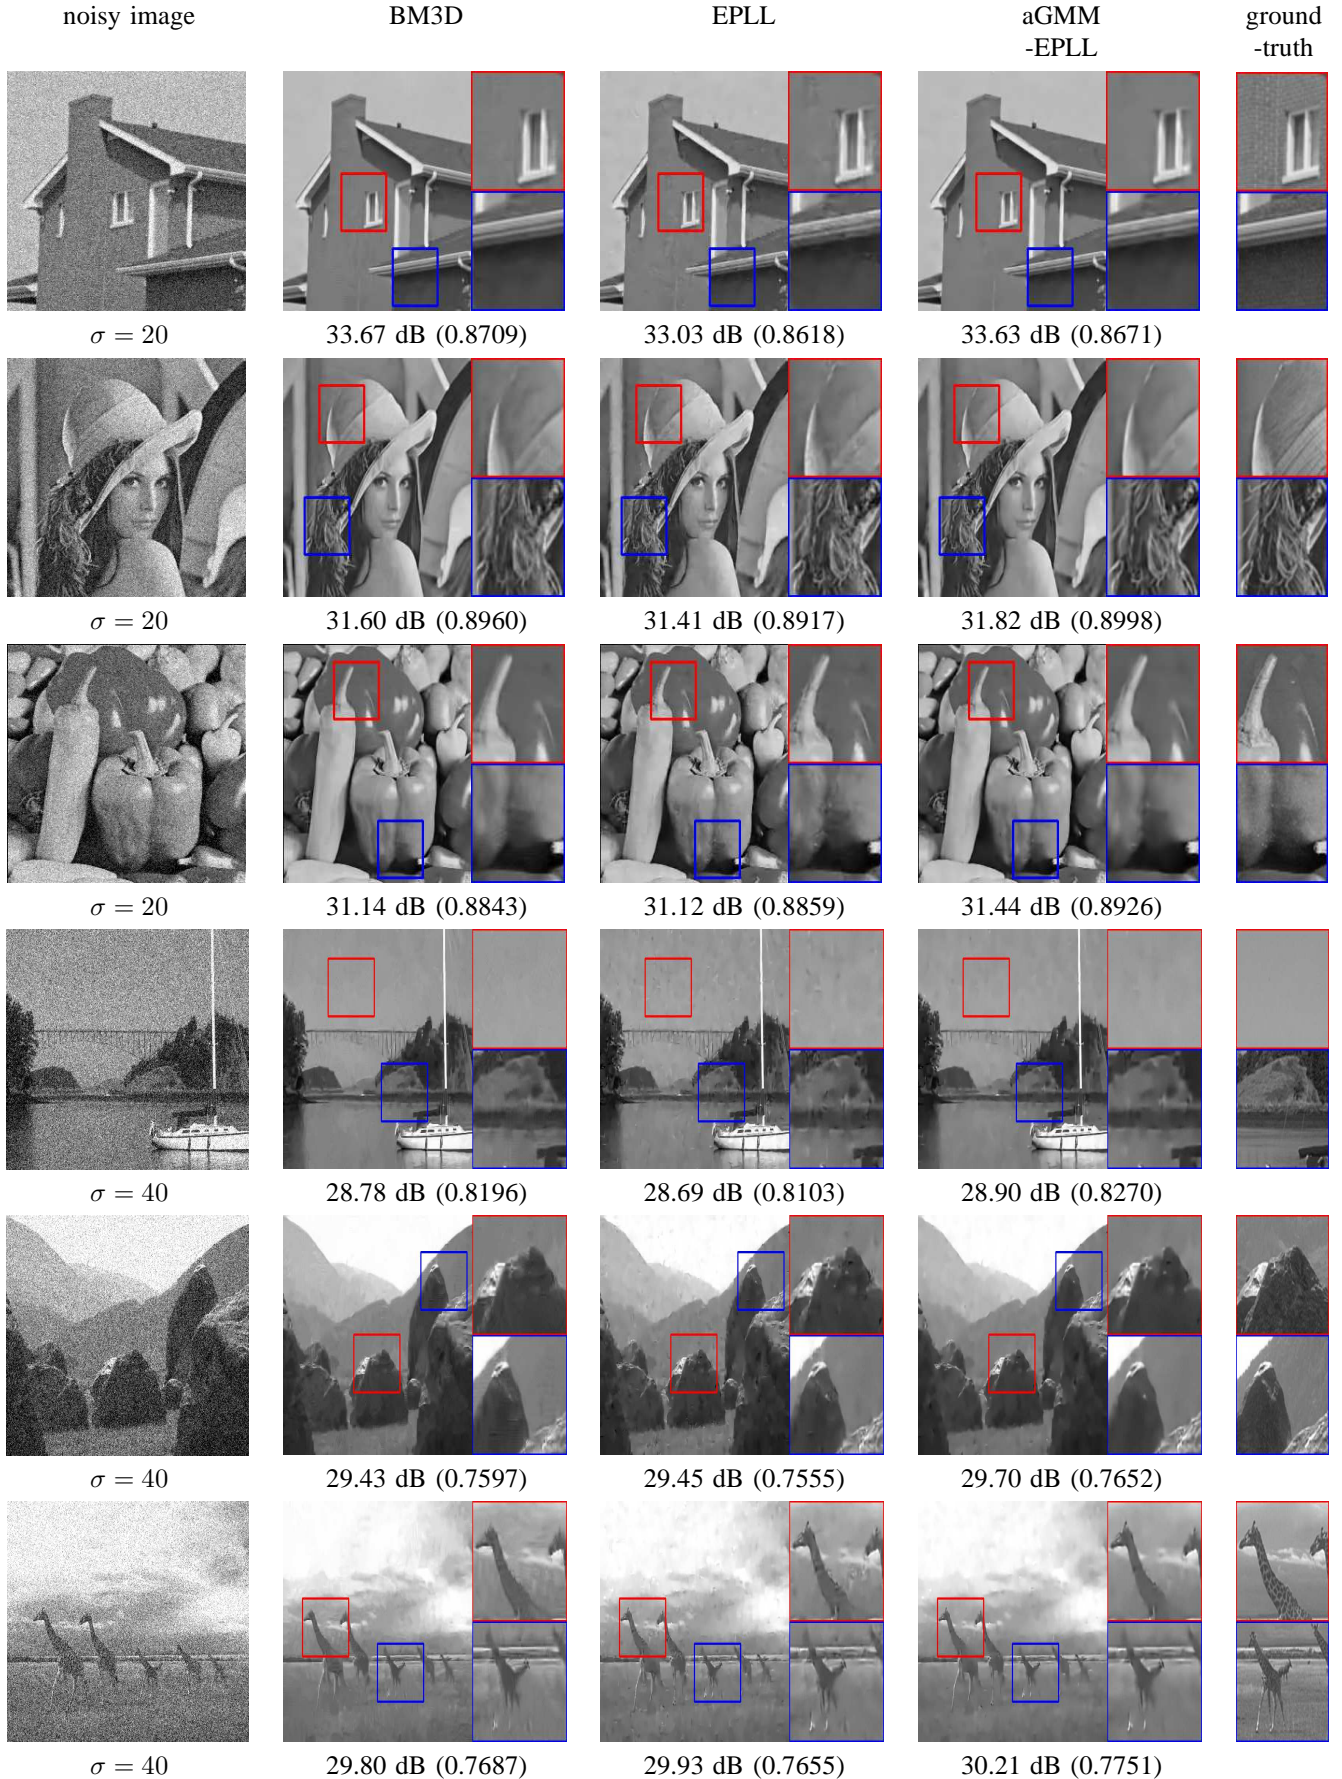 noisy image BM3D EPLL aGMM ground
-EPLL -truth
σ = 20 33.67 dB (0.8709) 33.03 dB (0.8618) 33.63 dB (0.8671)
σ = 20 31.60 dB (0.8960) 31.41 dB (0.8917) 31.82 dB (0.8998)
σ = 20 31.14 dB (0.8843) 31.12 dB (0.8859) 31.44 dB (0.8926)
σ = 40 28.78 dB (0.8196) 28.69 dB (0.8103) 28.90 dB (0.8270)
σ = 40 29.43 dB (0.7597) 29.45 dB (0.7555) 29.70 dB (0.7652)
σ = 40 29.80 dB (0.7687) 29.93 dB (0.7655) 30.21 dB (0.7751)